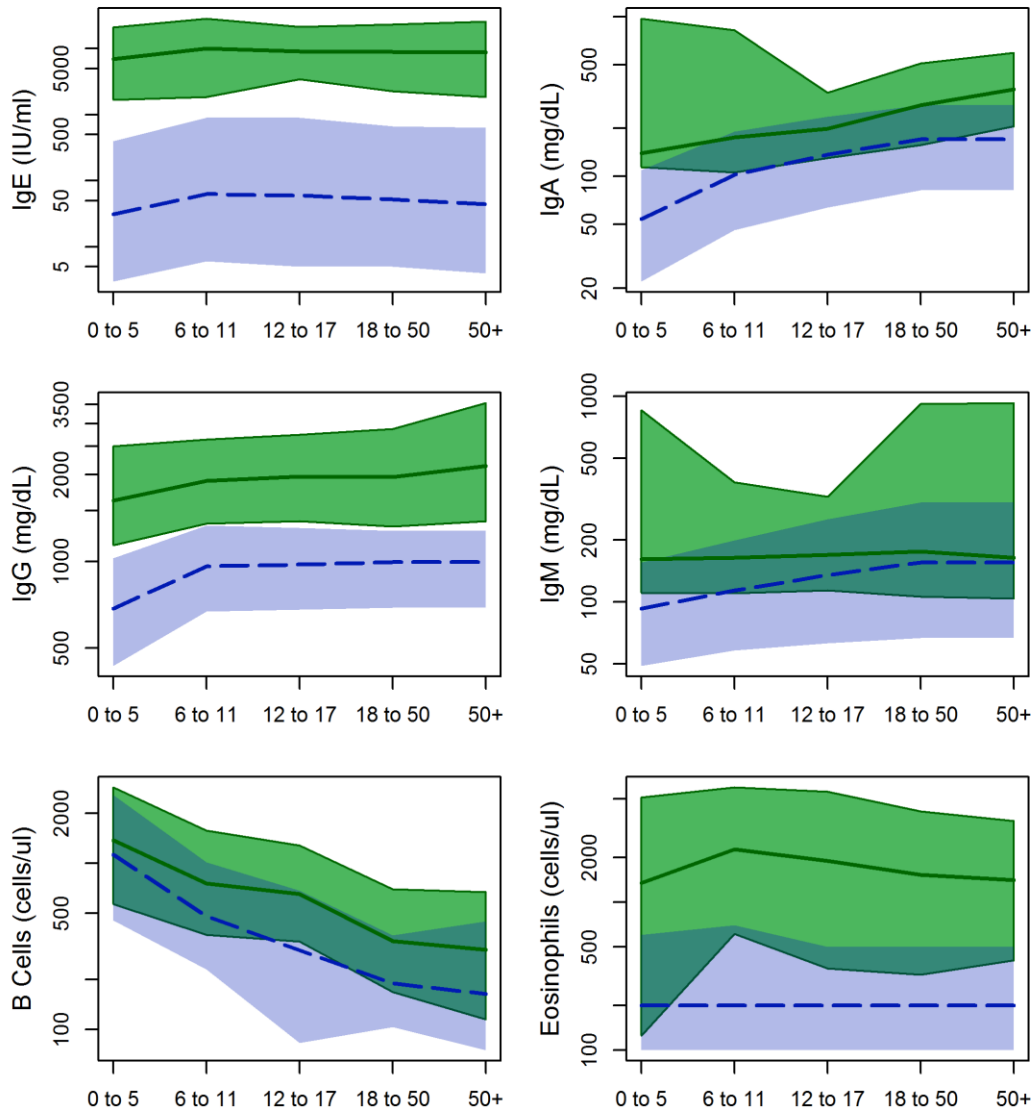 IgE (IU/ml)
5000
500
50
5
0 to 5 6 to 11 12 to 17 18 to 50 50+
IgA (mg/dL)
500
100
50
20
0 to 5 6 to 11 12 to 17 18 to 50 50+
IgG (mg/dL)
3500
2000
1000
500
0 to 5 6 to 11 12 to 17 18 to 50 50+
IgM (mg/dL)
1000
500
200
100
50
0 to 5 6 to 11 12 to 17 18 to 50 50+
B Cells (cells/ul)
2000
500
100
0 to 5 6 to 11 12 to 17 18 to 50 50+
Eosinophils (cells/ul)
2000
500
100
0 to 5 6 to 11 12 to 17 18 to 50 50+